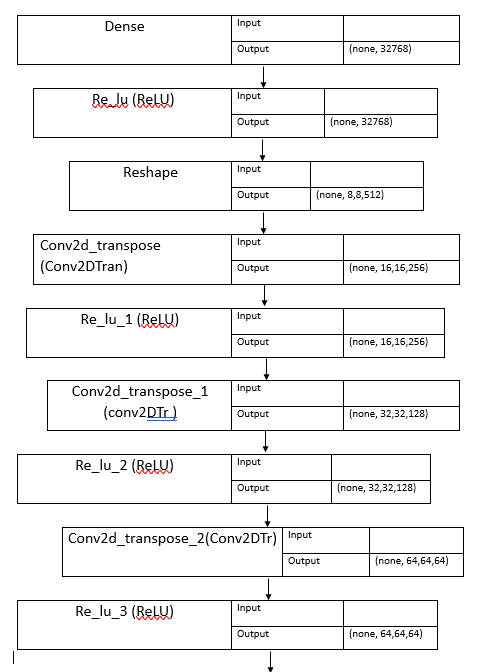 Dense
Input
Output
(none, 32768)
Re_lu (ReLU)
Input
Output
(none, 32768)
Reshape
Input
Output
(none, 8,8,512)
Conv2d_transpose
(Conv2DTran)
Input
Output
(none, 16,16,256)
Re_lu_1 (ReLU)
Input
Output
(none, 16,16,256)
Conv2d_transpose_1
(conv2DTr )
Input
Output
(none, 32,32,128)
Re_lu_2 (ReLU)
Input
Output
(none, 32,32,128)
Conv2d_transpose_2(Conv2DTr)
Input
Output
(none, 64,64,64)
Re_lu_3 (ReLU)
Input
Output
(none, 64,64,64)